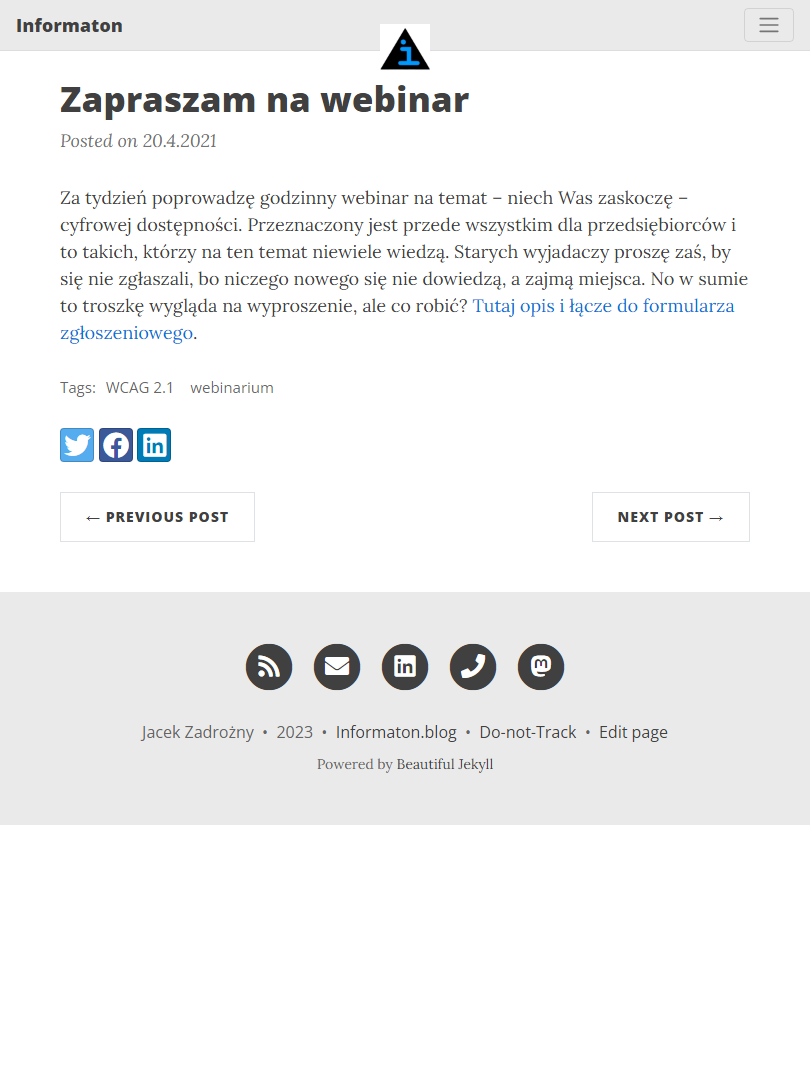 Informaton
Zapraszam na webinar
Posted on 20.4.2021
Za tydzień poprowadzę godzinny webinar na temat – niech Was zaskoczę –
cyfrowej dostępności. Przeznaczony jest przede wszystkim dla przedsiębiorców i
to takich, którzy na ten temat niewiele wiedzą. Starych wyjadaczy proszę zaś, by
się nie zgłaszali, bo niczego nowego się nie dowiedzą, a zajmą miejsca. No w sumie
to troszkę wygląda na wyproszenie, ale co robić? Tutaj opis i łącze do formularza
zgłoszeniowego.
Tags: WCAG 2.1 webinarium
← PREVIOUS POST NEXT POST →
Jacek Zadrożny • 2023 • Informaton.blog • Do-not-Track • Edit page
Powered by Beautiful Jekyll